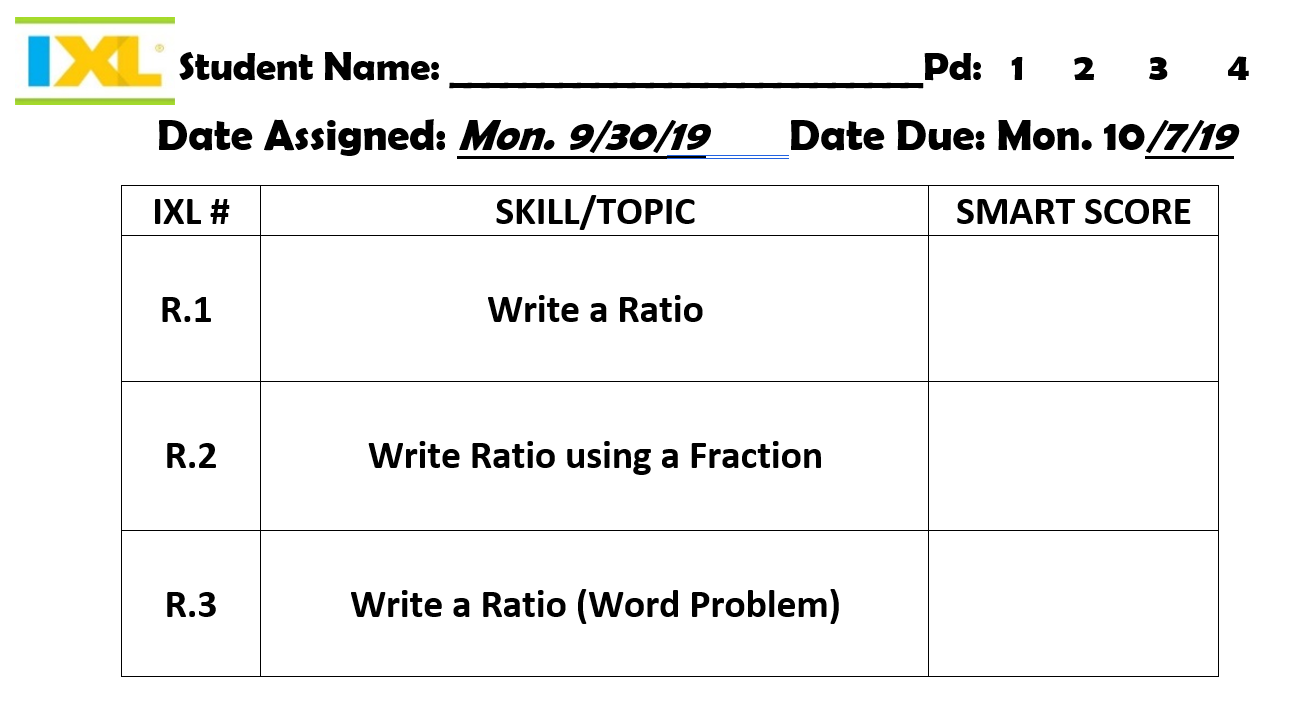 IXL® Student Name: __________________________Pd: 1 2 3 4
Date Assigned: Mon. 9/30/19 Date Due: Mon. 10/7/19
IXL # SKILL/TOPIC SMART SCORE
R.1 Write a Ratio
R.2 Write Ratio using a Fraction
R.3 Write a Ratio (Word Problem)